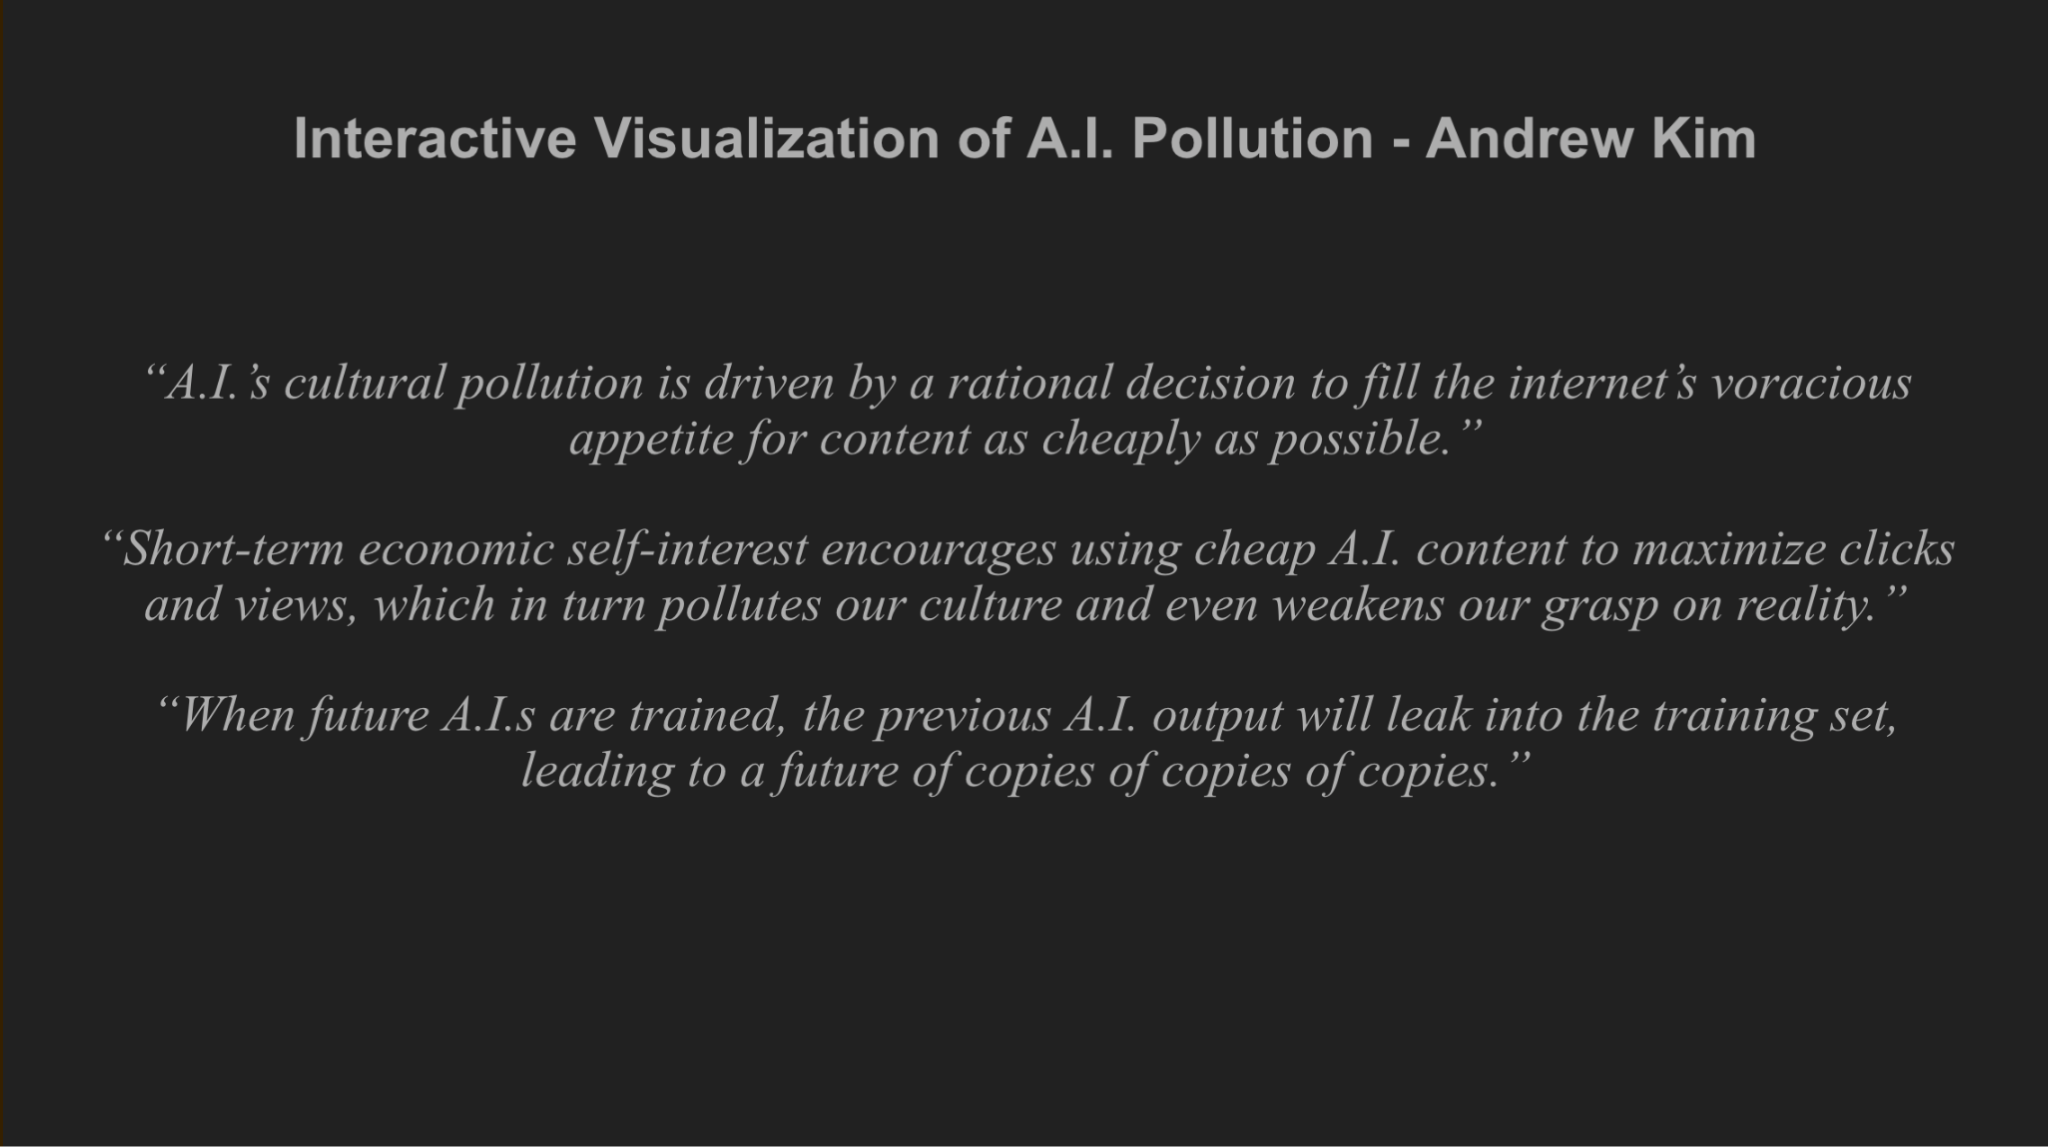 Interactive Visualization of A.I. Pollution - Andrew Kim
“A.I.’s cultural pollution is driven by a rational decision to fill the internet’s voracious
appetite for content as cheaply as possible.”
“Short-term economic self-interest encourages using cheap A.I. content to maximize clicks
and views, which in turn pollutes our culture and even weakens our grasp on reality.”
“When future A.I.s are trained, the previous A.I. output will leak into the training set,
leading to a future of copies of copies of copies.”